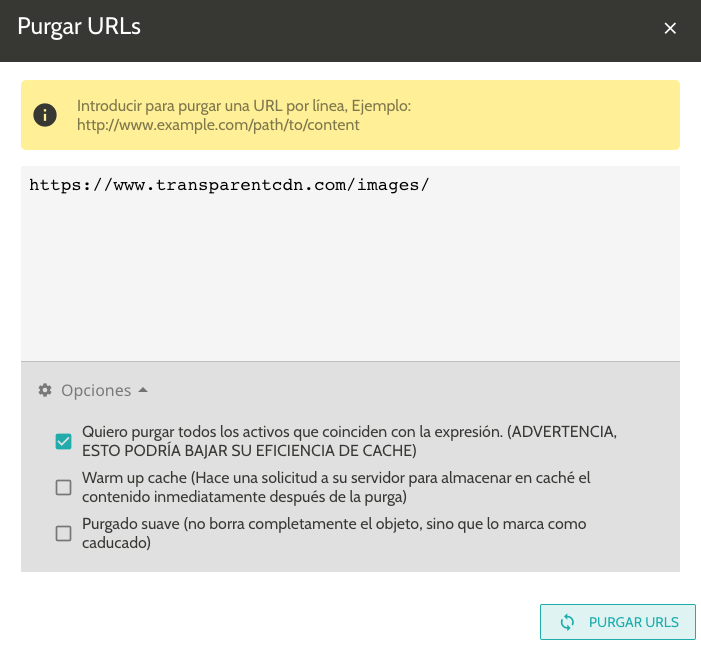 Purgar URLs
Introducir para purgar una URL por línea, Ejemplo:
http://www.example.com/path/to/content
https://www.transparentcdn.com/images/
Opciones
Quiero purgar todos los activos que coinciden con la expresión. (ADVERTENCIA,
ESTO PODRÍA BAJAR SU EFICIENCIA DE CACHE)
Warm up cache (Hace una solicitud a su servidor para almacenar en caché el
contenido inmediatamente después de la purga)
Purgado suave (no borra completamente el objeto, sino que lo marca como
caducado)
PURGAR URLS